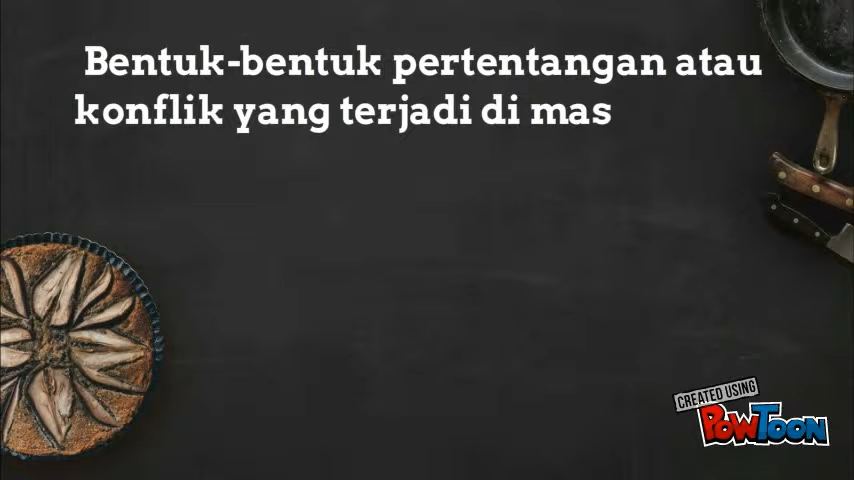 Bentuk-bentuk pertentangan atau
konflik yang terjadi di mas
CREATED USING
POWTOON